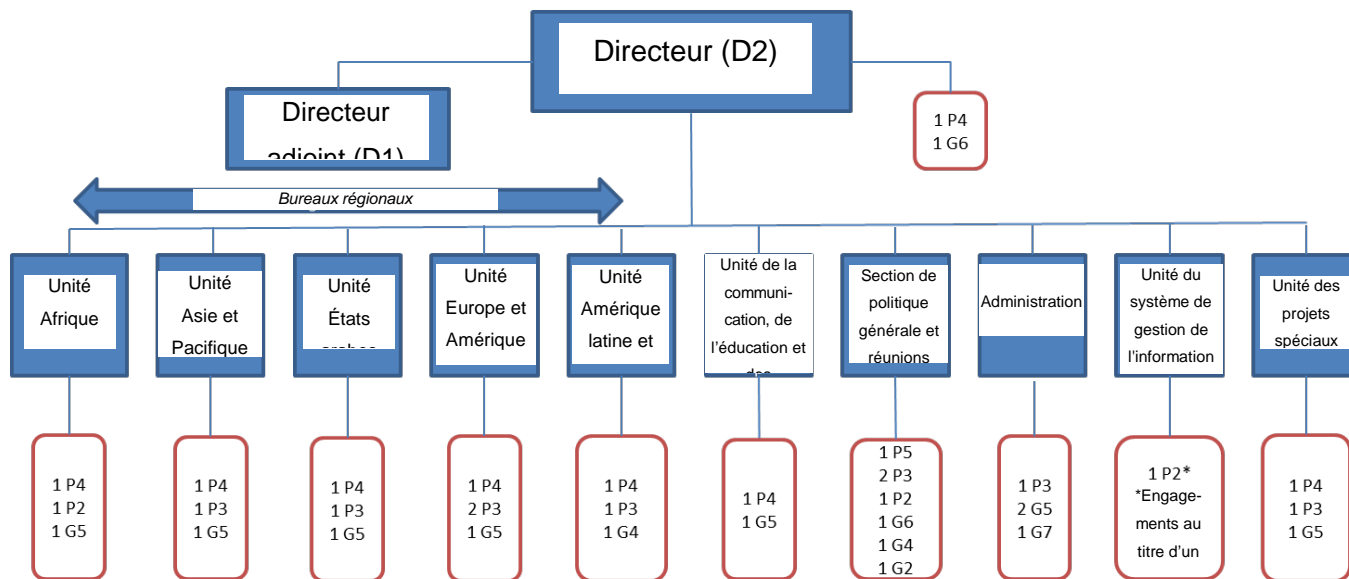 Directeur (D2)
Directeur
adjoint (D1)
1 P4
1 G6
Bureaux régionaux
Unité
Afrique
Unité
Asie et
Pacifique
Unité
États
arabes
Unité
Europe et
Amérique
Unité
Amérique
latine et
Unité de la
communi-
cation, de
l'éducation et
des
Section de
politique
générale et
réunions
Administration
Unité du
système de
gestion de
l'information
Unité des
projets
spéciaux
1 P4
1 P2
1 G5
1 P4
1 P3
1 G5
1 P4
1 P3
1 G5
1 P4
2 P3
1 G5
1 P4
1 P3
1 G4
1 P4
1 G5
1 P5
2 P3
1 P2
1 G6
1 G4
1 G2
1 P3
2 G5
1 G7
1 P2*
*Engage-
ments au
titre d'un
1 P4
1 P3
1 G5